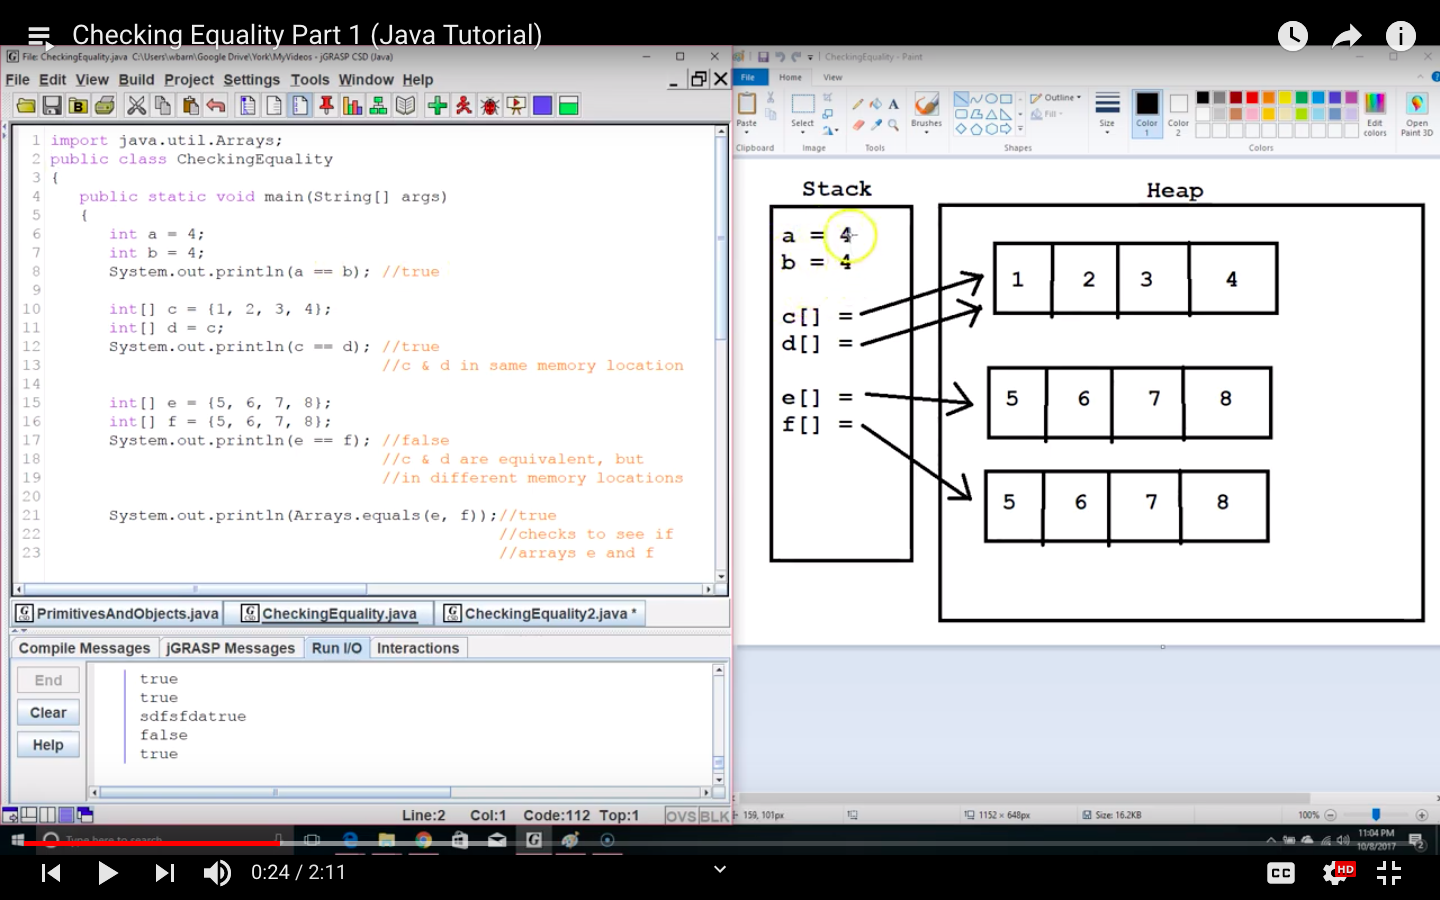 Checking Equality Part 1 (Java Tutorial)
File: CheckingEquality.java C:\Users\wbarn\Google Drive\York\MyVideos - jGRASP CSD (Java)
File Edit View Build Project Settings Tools Window Help
1 import java.util.Arrays;
2 public class CheckingEquality
3 {
4 public static void main(String[] args)
5 {
6 int a = 4;
7 int b = 4;
8 System.out.println(a == b); //true
9
10 int[] c = {1, 2, 3, 4};
11 int[] d = c;
12 System.out.println(c == d); //true
13 //c & d in same memory location
14
15 int[] e = {5, 6, 7, 8};
16 int[] f = {5, 6, 7, 8};
17 System.out.println(e == f); //false
18 //c & d are equivalent, but
19 //in different memory locations
20
21 System.out.println(Arrays.equals(e, f));//true
22 //checks to see if
23 //arrays e and f
PrimitivesAndObjects.java CheckingEquality.java CheckingEquality2.java *
Compile Messages jGRASP Messages Run I/O Interactions
End
Clear
Help
true
true
sdfsfdatrue
false
true
Line:2 Col:1 Code:112 Top:1 OVS BLK
CheckingEquality - Paint
File Home View
Paste Select Brushes Outline Fill Size Color 1 Color 2 Edit colors Open Paint 3D
Clipboard Image Tools Shapes Colors
Stack Heap
a = 4
b = 4
c[] =
d[] =
e[] =
f[] =
1 2 3 4
5 6 7 8
5 6 7 8
159, 101px 1152 × 648px Size: 16.2KB 100%
Type here to search
11:04 PM
10/8/2017
0:24 / 2:11
CC HD